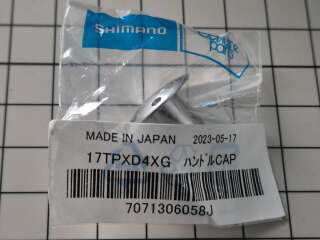 SHIMANO
MADE IN JAPAN 2023-05-17
17TPXD4XG ハンドルCAP
7071306058J